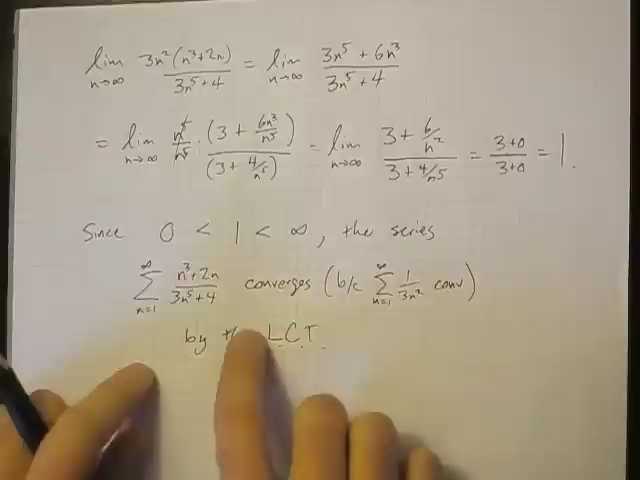 lim n→∞ 3n²(n³+2n)/(3n⁵+4) = lim n→∞ (3n⁵+6n³)/(3n⁵+4)
= lim n→∞ n⁵/n⁵ · (3 + 6n³/n⁵)/(3 + 4/n⁵) = lim n→∞ (3 + 6/n²)/(3 + 4/n⁵) = (3+0)/(3+0) = 1.
Since 0 < 1 < ∞, the series
∑_{n=1}^{∞} (n³+2n)/(3n⁵+4) converges (b/c ∑_{n=1}^{∞} 1/(3n²) conv)
by L.C.T.